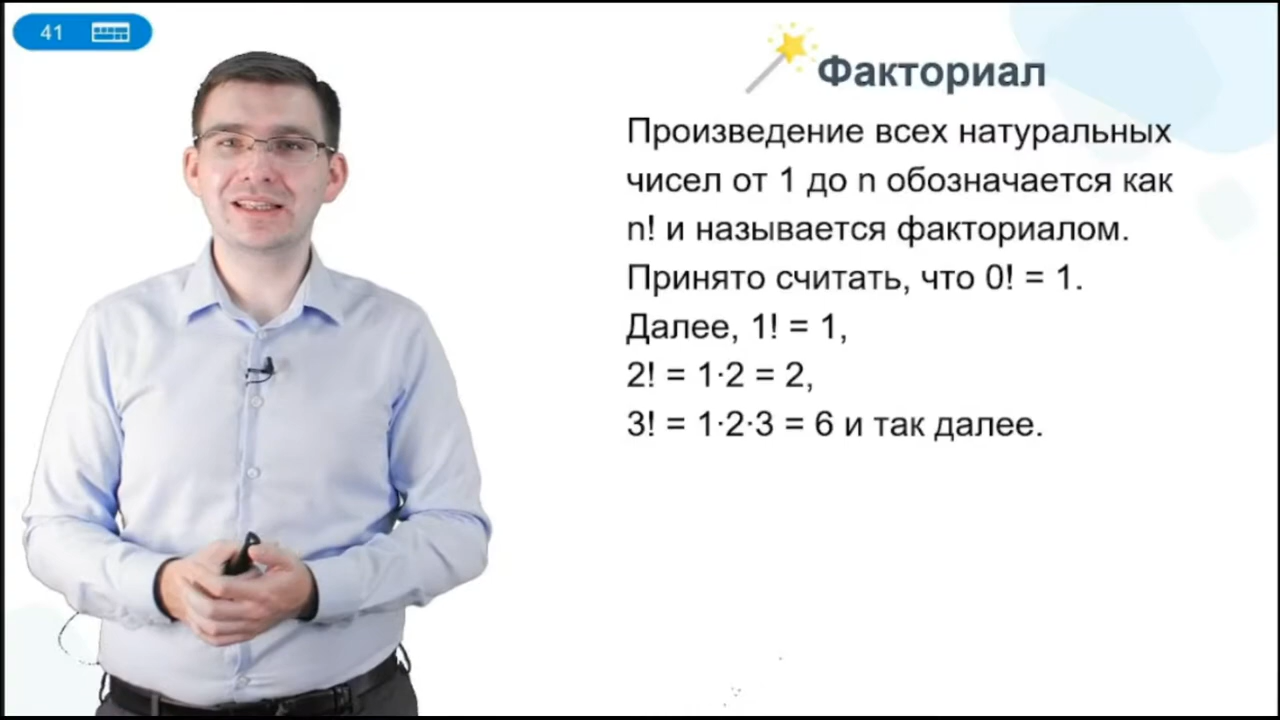 41
Факториал
Произведение всех натуральных
чисел от 1 до n обозначается как
n! и называется факториалом.
Принято считать, что 0! = 1.
Далее, 1! = 1,
2! = 1·2 = 2,
3! = 1·2·3 = 6 и так далее.